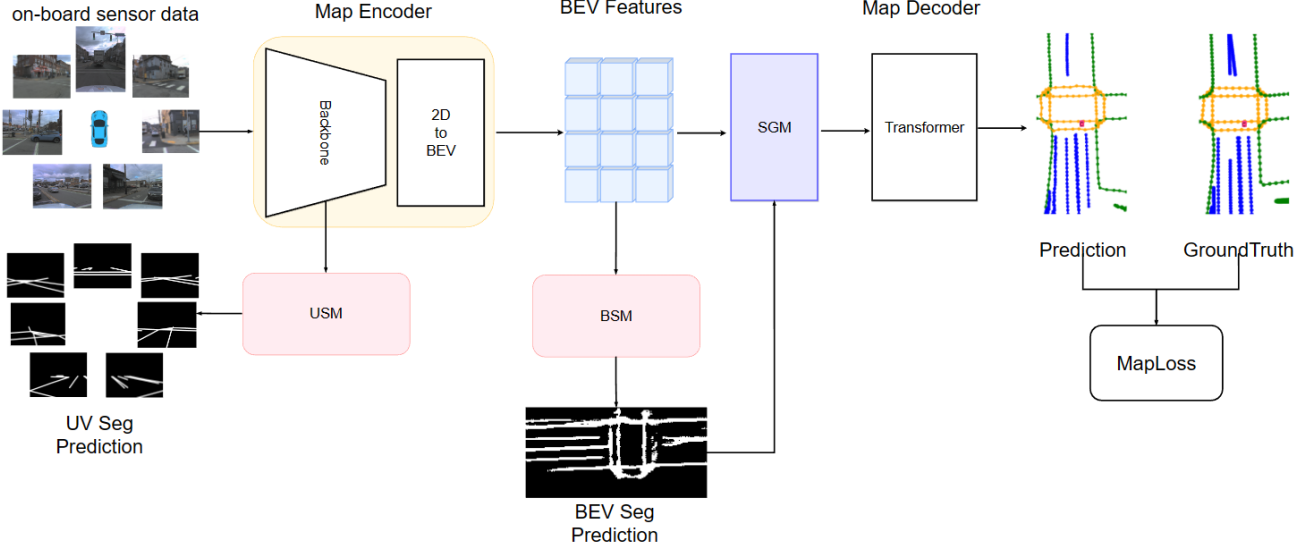 on-board sensor data
Map Encoder
BEV Features
Map Decoder
Backbone
2D
to
BEV
SGM
Transformer
Prediction
GroundTruth
USM
BSM
MapLoss
UV Seg
Prediction
BEV Seg
Prediction